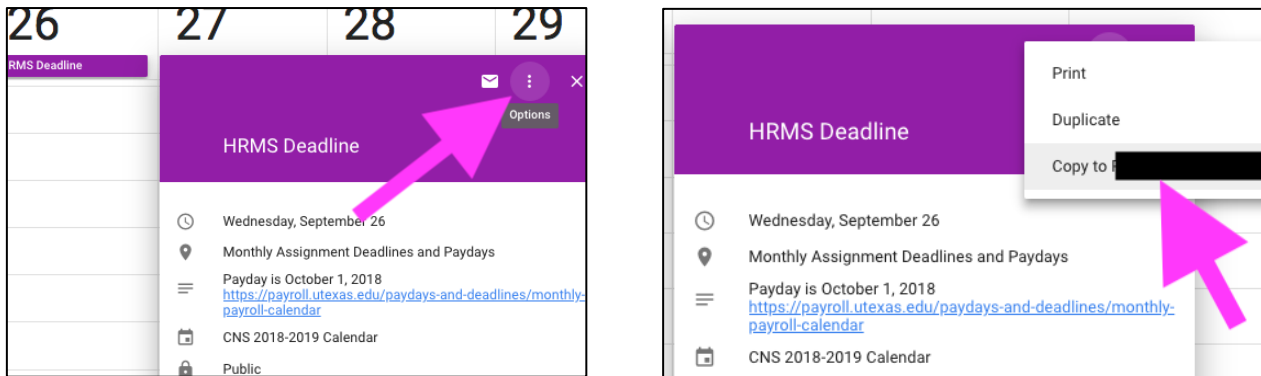 26 27 28 29
RMS Deadline
Options
HRMS Deadline
Wednesday, September 26
Monthly Assignment Deadlines and Paydays
Payday is October 1, 2018
https://payroll.utexas.edu/paydays-and-deadlines/monthly-
payroll-calendar
CNS 2018-2019 Calendar
Public
Print
Duplicate
Copy to
HRMS Deadline
Wednesday, September 26
Monthly Assignment Deadlines and Paydays
Payday is October 1, 2018
https://payroll.utexas.edu/paydays-and-deadlines/monthly-
payroll-calendar
CNS 2018-2019 Calendar